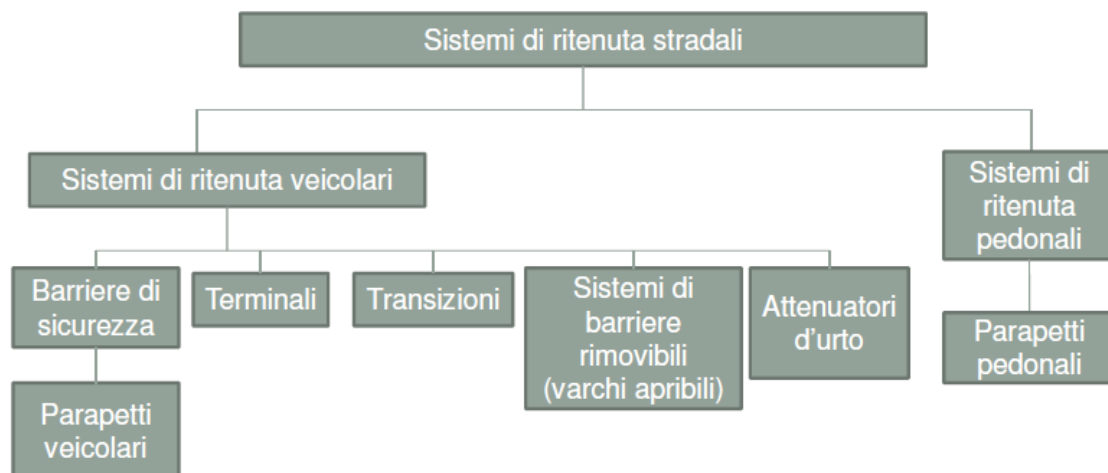 Sistemi di ritenuta stradali
Sistemi di ritenuta veicolari
Sistemi di
ritenuta
pedonali
Barriere di
sicurezza
Terminali
Transizioni
Sistemi di
barriere
rimovibili
(varchi apribili)
Attenuatori
d'urto
Parapetti
pedonali
Parapetti
veicolari